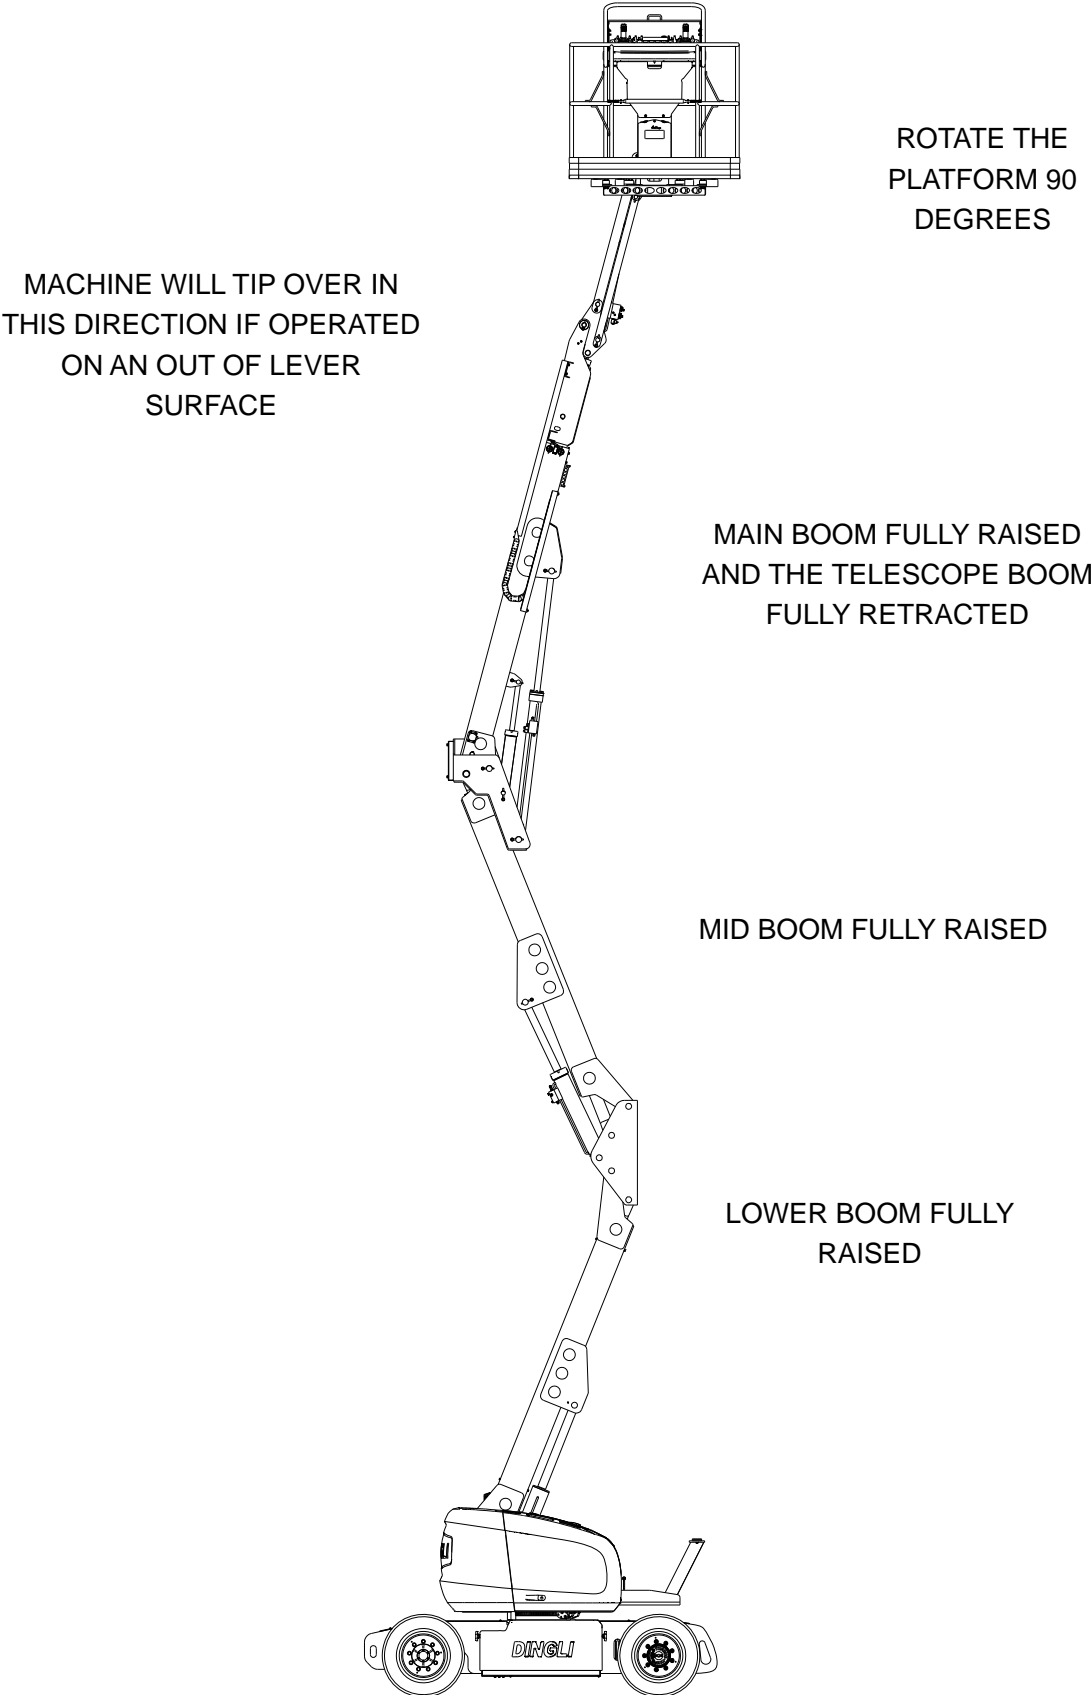 ROTATE THE
PLATFORM 90
DEGREES
MACHINE WILL TIP OVER IN
THIS DIRECTION IF OPERATED
ON AN OUT OF LEVER
SURFACE
MAIN BOOM FULLY RAISED
AND THE TELESCOPE BOOM
FULLY RETRACTED
MID BOOM FULLY RAISED
LOWER BOOM FULLY
RAISED
DINGLI